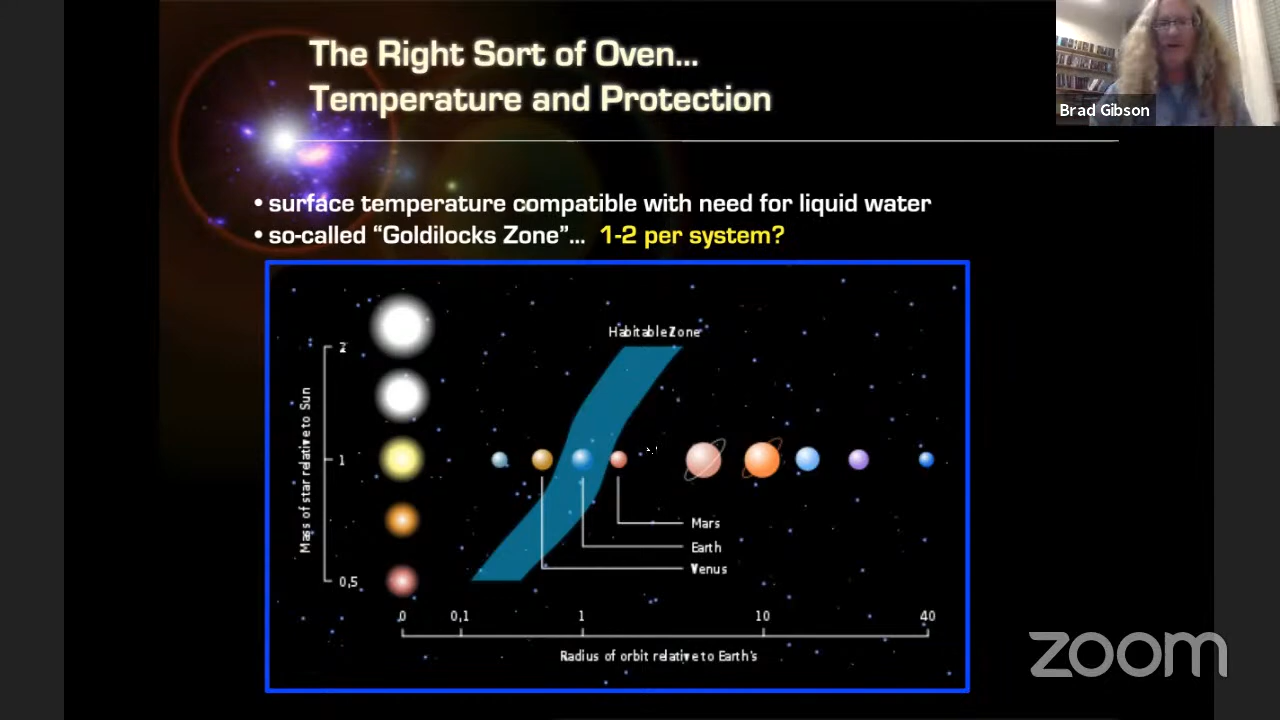 The Right Sort of Oven...
Temperature and Protection
Brad Gibson
• surface temperature compatible with need for liquid water
• so-called “Goldilocks Zone”... 1-2 per system?
Habitable Zone
Mass of star relative to Sun
2
1
0,5
Mars
Earth
Venus
0
0,1
1
10
40
Radius of orbit relative to Earth's
zoom